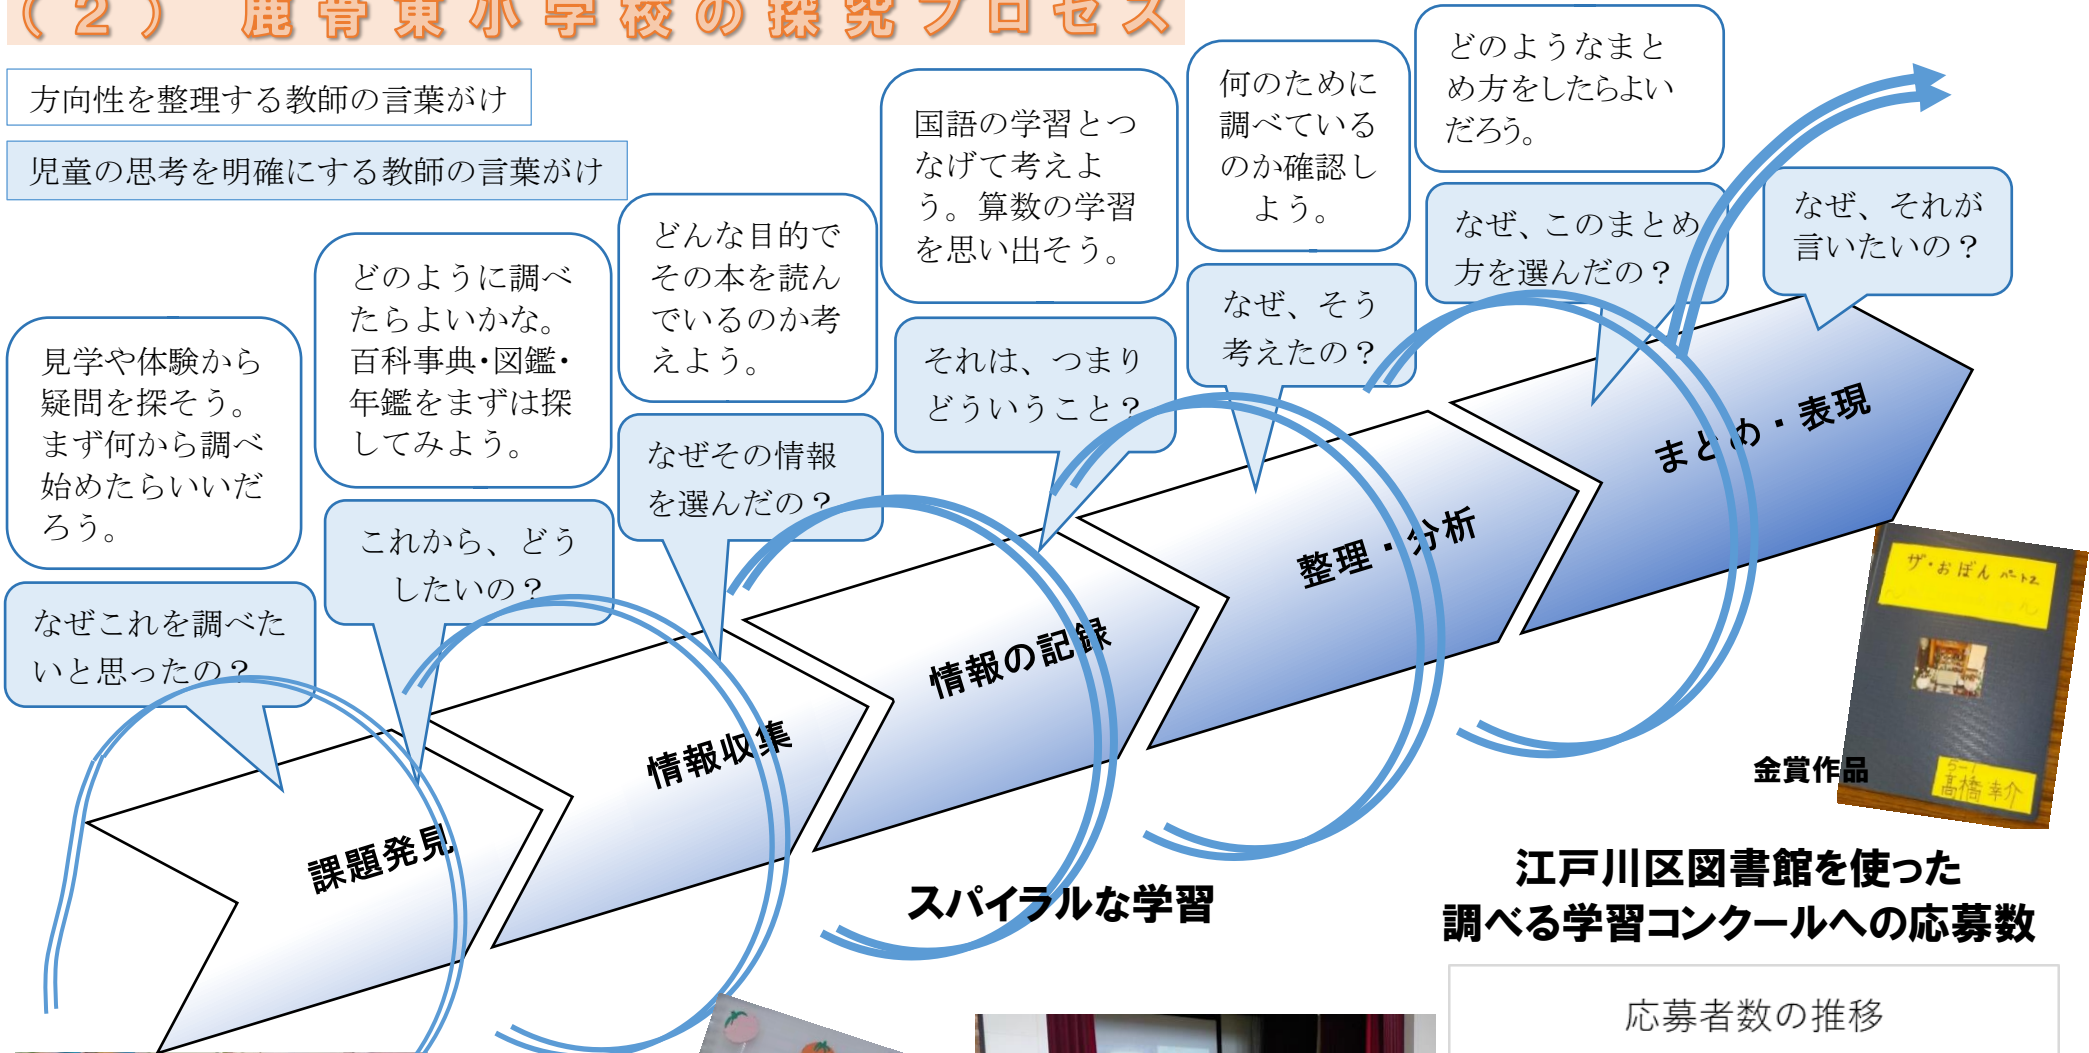 （２）　鹿骨東小学校の探究プロセス
方向性を整理する教師の言葉がけ
児童の思考を明確にする教師の言葉がけ
見学や体験から
疑問を探そう。
まず何から調べ
始めたらいいだ
ろう。
なぜこれを調べた
いと思ったの？
どのように調べ
たらよいかな。
百科事典・図鑑・
年鑑をまずは探
してみよう。
これから、どう
したいの？
どんな目的で
その本を読ん
でいるのか考
えよう。
なぜその情報
を選んだの？
国語の学習とつ
なげて考えよ
う。算数の学習
を思い出そう。
それは、つまり
どういうこと？
何のために
調べている
のか確認し
よう。
なぜ、そう
考えたの？
どのようなまと
め方をしたらよい
だろう。
なぜ、このまとめ
方を選んだの？
なぜ、それが
言いたいの？
課題発見
情報収集
情報の記録
整理・分析
まとめ・表現
スパイラルな学習
ザ・おぼん パート2
5-1
高橋 幸介
金賞作品
江戸川区図書館を使った
調べる学習コンクールへの応募数
応募者数の推移